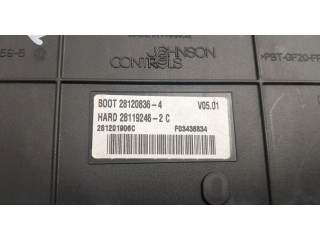 JOHNSON
CONTROLS
BOOT 28120836-4 V05.01
HARD 28119246-2 C
281201906C F03436834